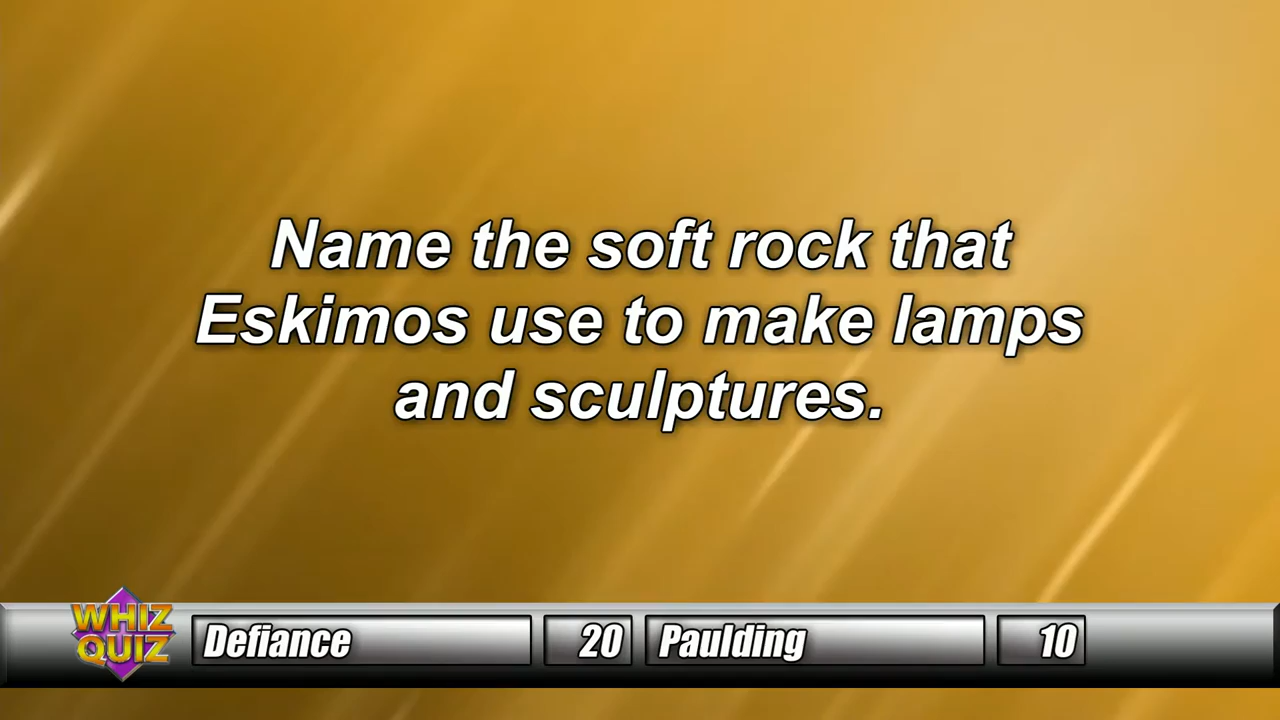 Name the soft rock that
Eskimos use to make lamps
and sculptures.
WHIZ
QUIZ
Defiance 20 Paulding 10